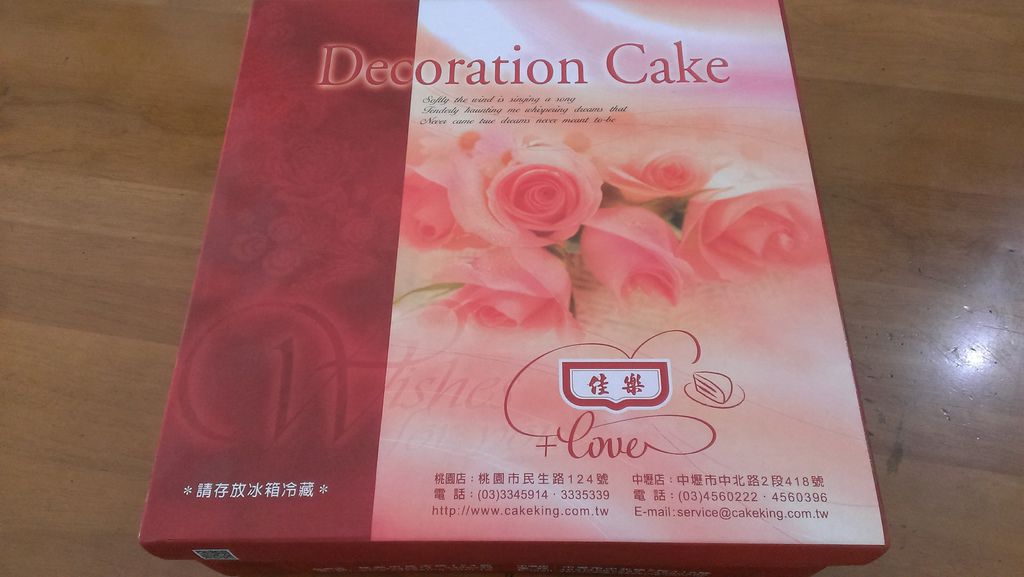 Decoration Cake
Softly the wind is singing a song
Tenderly haunting me whispering dreams that
Never came true dreams never meant to-be
Wishes
佳樂
+love
桃園店：桃園市民生路124號
電話：(03)3345914．3335339
http://www.cakeking.com.tw
中壢店：中壢市中北路2段418號
電話：(03)4560222．4560396
E-mail:service@cakeking.com.tw
＊請存放冰箱冷藏＊